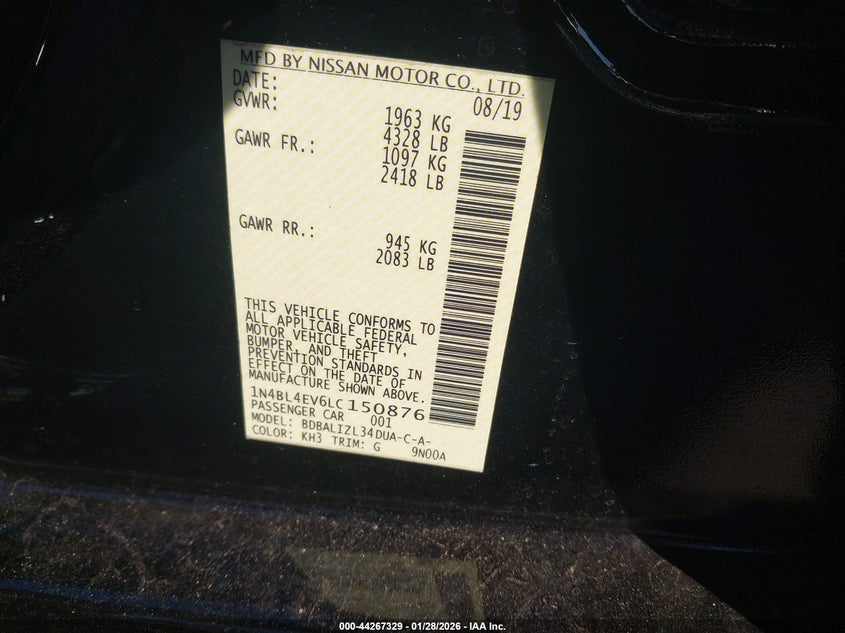 MFD BY NISSAN MOTOR CO., LTD.
DATE: 08/19
GVWR: 1963 KG
4328 LB
GAWR FR.: 1097 KG
2418 LB
GAWR RR.: 945 KG
2083 LB
THIS VEHICLE CONFORMS TO
ALL APPLICABLE FEDERAL
MOTOR VEHICLE SAFETY,
BUMPER, AND THEFT
PREVENTION STANDARDS IN
EFFECT ON THE DATE OF
MANUFACTURE SHOWN ABOVE.
1N4BL4EV6LC150876
PASSENGER CAR 001
MODEL: BDBALIZL34DUA-C-A-
COLOR: KH3 TRIM: G 9N00A
000-44267329 - 01/28/2026 - IAA Inc.